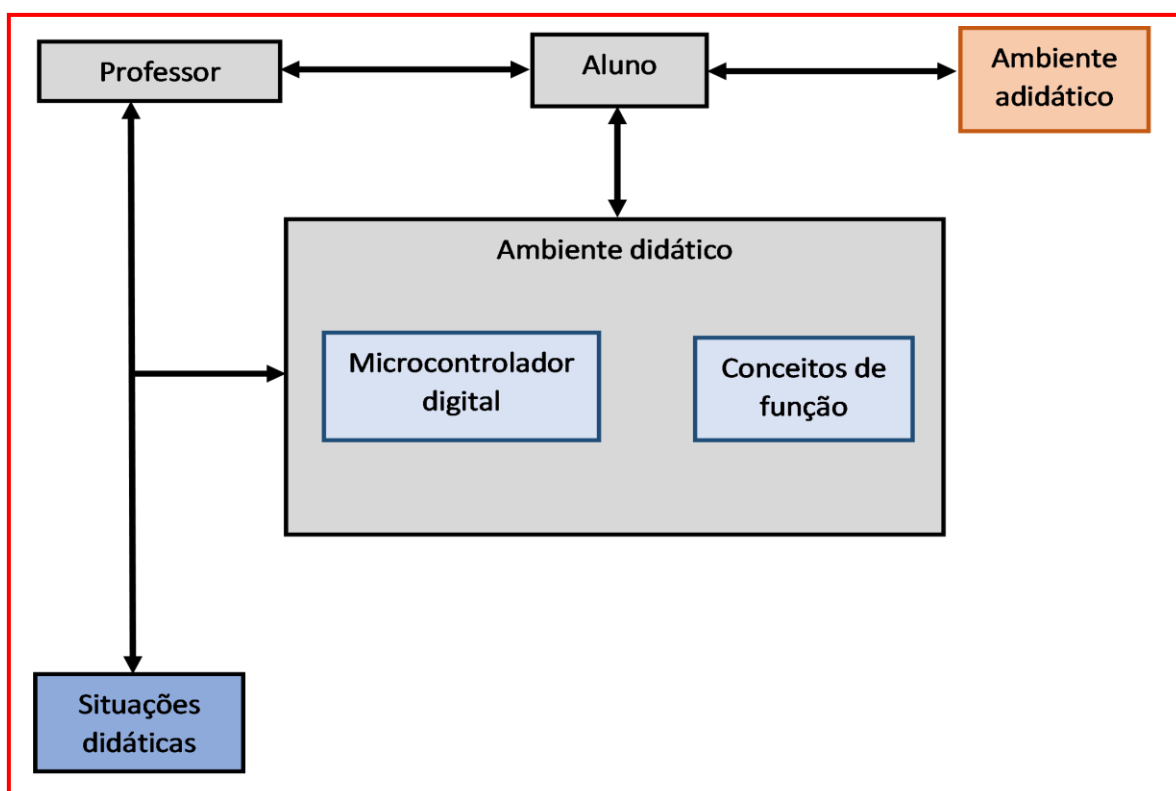 Professor
Aluno
Ambiente
adidático
Ambiente didático
Microcontrolador
digital
Conceitos de
função
Situações
didáticas